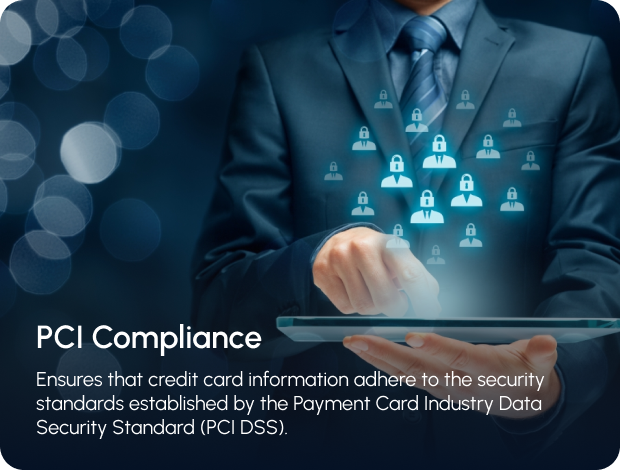 PCI Compliance
Ensures that credit card information adhere to the security
standards established by the Payment Card Industry Data
Security Standard (PCI DSS).